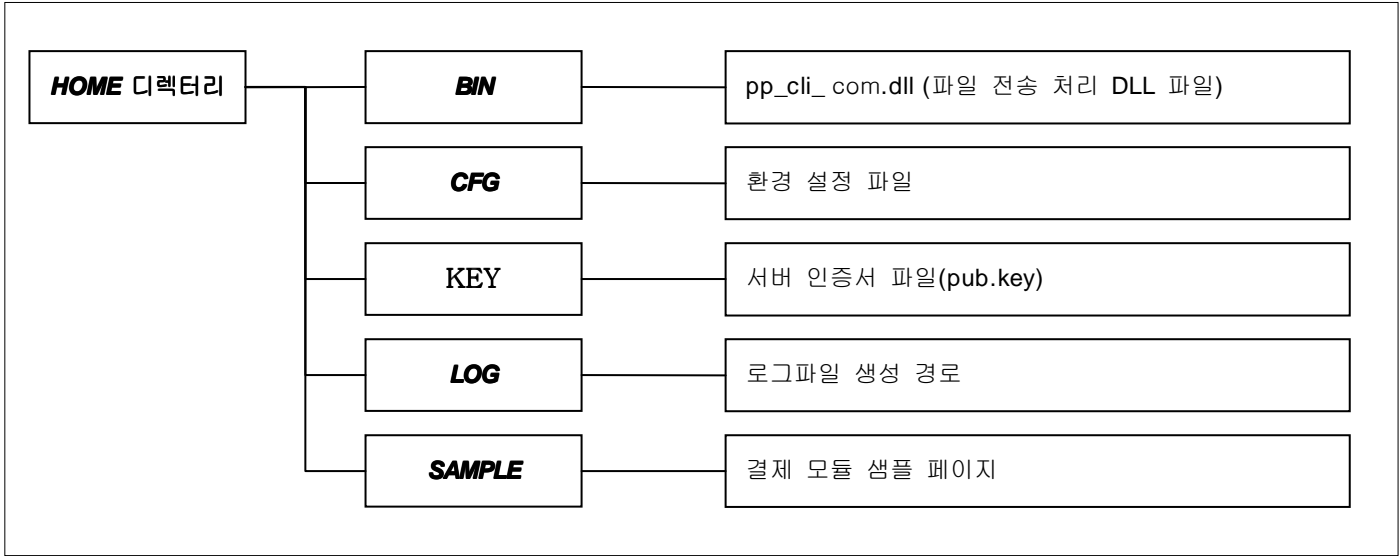 HOME 디렉터리
BIN
pp_cli_ com.dll (파일 전송 처리 DLL 파일)
CFG
환경 설정 파일
KEY
서버 인증서 파일(pub.key)
LOG
로그파일 생성 경로
SAMPLE
결제 모듈 샘플 페이지